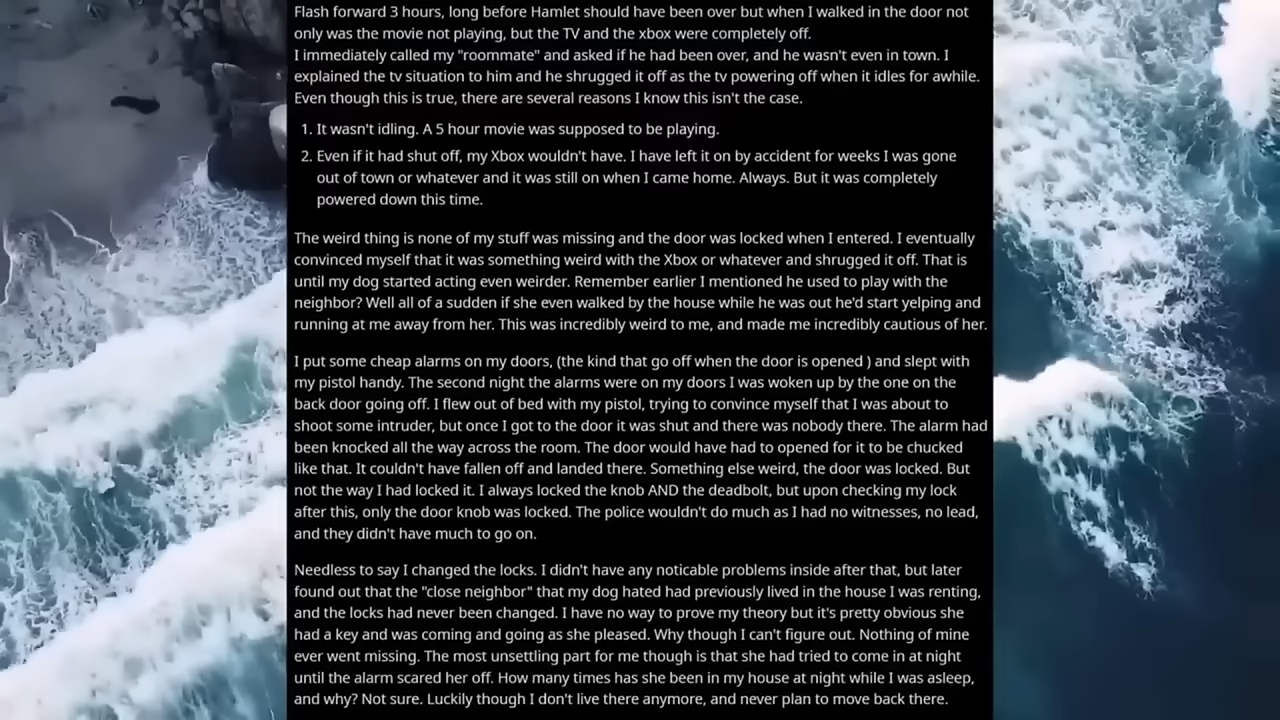 Flash forward 3 hours, long before Hamlet should have been over but when I walked in the door not
only was the movie not playing, but the TV and the xbox were completely off.
I immediately called my "roommate" and asked if he had been over, and he wasn't even in town. I
explained the tv situation to him and he shrugged it off as the tv powering off when it idles for awhile.
Even though this is true, there are several reasons I know this isn't the case.
1. It wasn't idling. A 5 hour movie was supposed to be playing.
2. Even if it had shut off, my Xbox wouldn't have. I have left it on by accident for weeks I was gone
out of town or whatever and it was still on when I came home. Always. But it was completely
powered down this time.
The weird thing is none of my stuff was missing and the door was locked when I entered. I eventually
convinced myself that it was something weird with the Xbox or whatever and shrugged it off. That is
until my dog started acting even weirder. Remember earlier I mentioned he used to play with the
neighbor? Well all of a sudden if she even walked by the house while he was out he'd start yelping and
running at me away from her. This was incredibly weird to me, and made me incredibly cautious of her.
I put some cheap alarms on my doors, (the kind that go off when the door is opened ) and slept with
my pistol handy. The second night the alarms were on my doors I was woken up by the one on the
back door going off. I flew out of bed with my pistol, trying to convince myself that I was about to
shoot some intruder, but once I got to the door it was shut and there was nobody there. The alarm had
been knocked all the way across the room. The door would have had to opened for it to be chucked
like that. It couldn't have fallen off and landed there. Something else weird, the door was locked. But
not the way I had locked it. I always locked the knob AND the deadbolt, but upon checking my lock
after this, only the door knob was locked. The police wouldn't do much as I had no witnesses, no lead,
and they didn't have much to go on.
Needless to say I changed the locks. I didn't have any noticable problems inside after that, but later
found out that the "close neighbor" that my dog hated had previously lived in the house I was renting,
and the locks had never been changed. I have no way to prove my theory but it's pretty obvious she
had a key and was coming and going as she pleased. Why though I can't figure out. Nothing of mine
ever went missing. The most unsettling part for me though is that she had tried to come in at night
until the alarm scared her off. How many times has she been in my house at night while I was asleep,
and why? Not sure. Luckily though I don't live there anymore, and never plan to move back there.